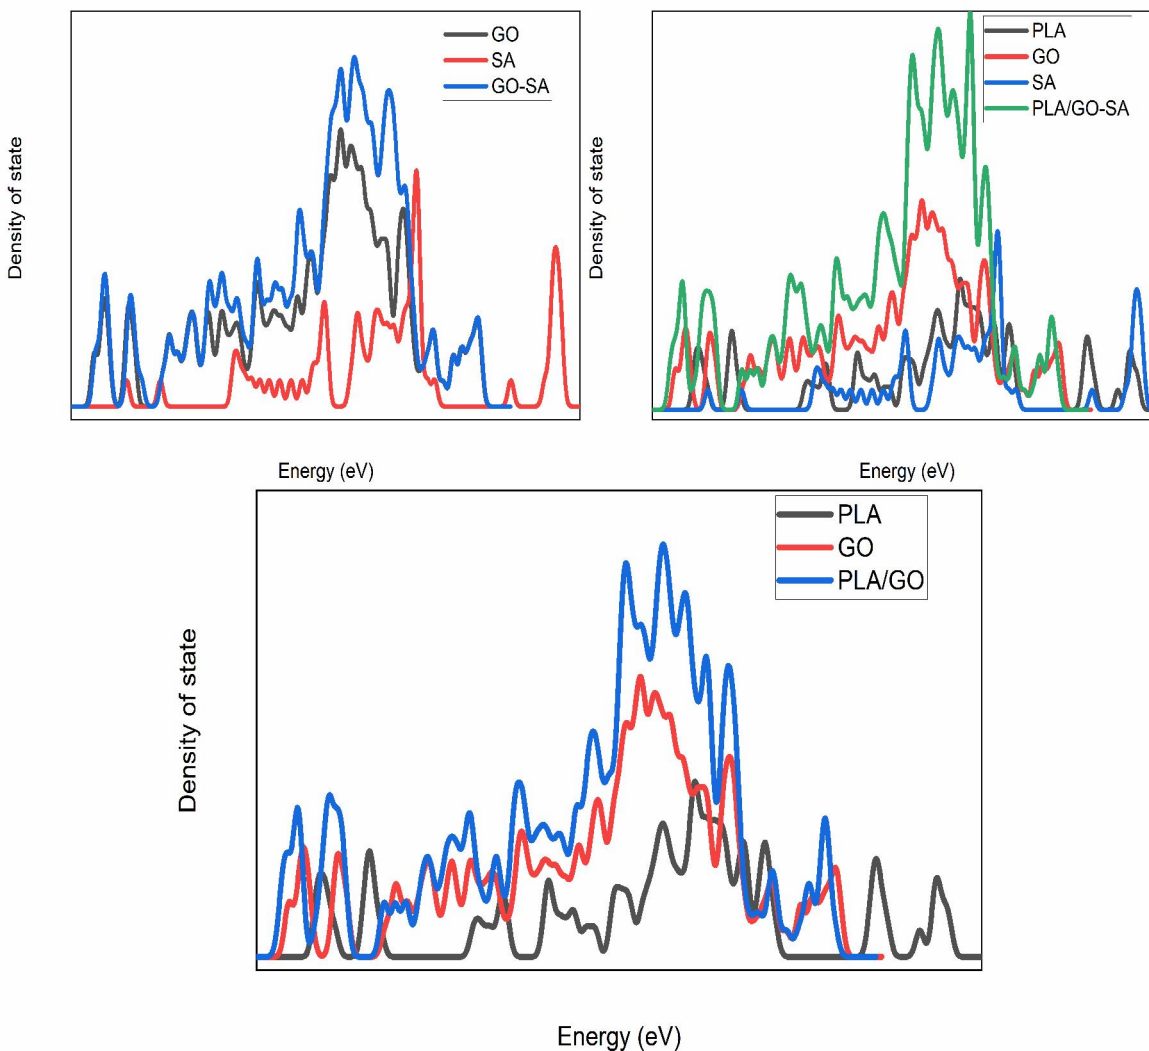 GO
SA
GO-SA
Density of state
Energy (eV)
PLA
GO
SA
PLA/GO-SA
Density of state
Energy (eV)
PLA
GO
PLA/GO
Density of state
Energy (eV)